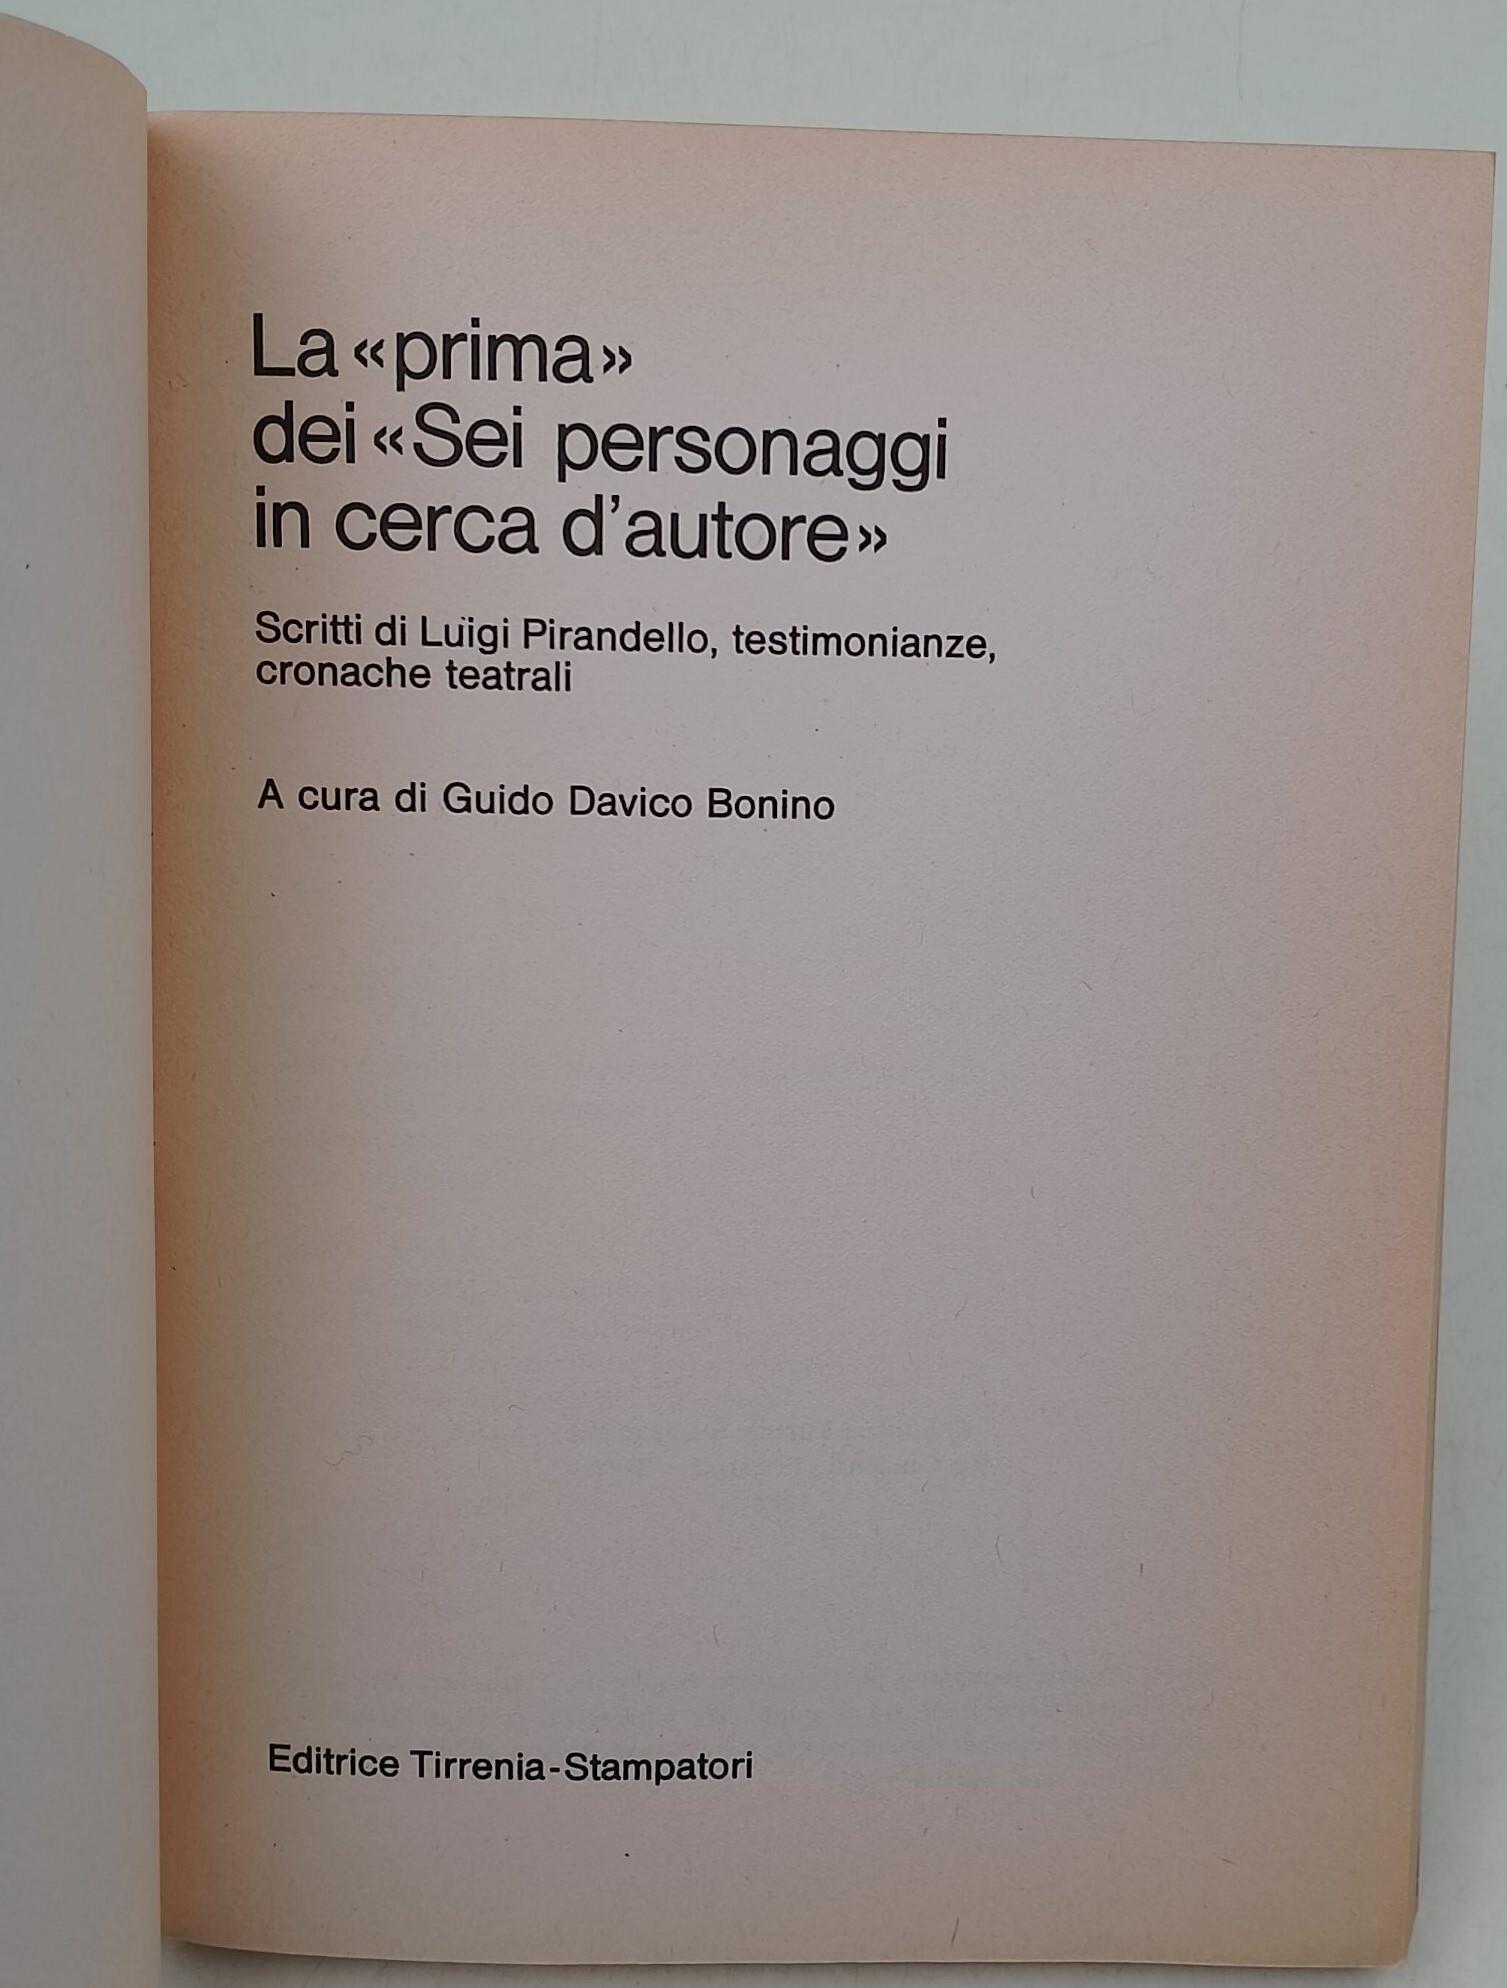 La «prima»
dei «Sei personaggi
in cerca d'autore»
Scritti di Luigi Pirandello, testimonianze,
cronache teatrali
A cura di Guido Davico Bonino
Editrice Tirrenia-Stampatori